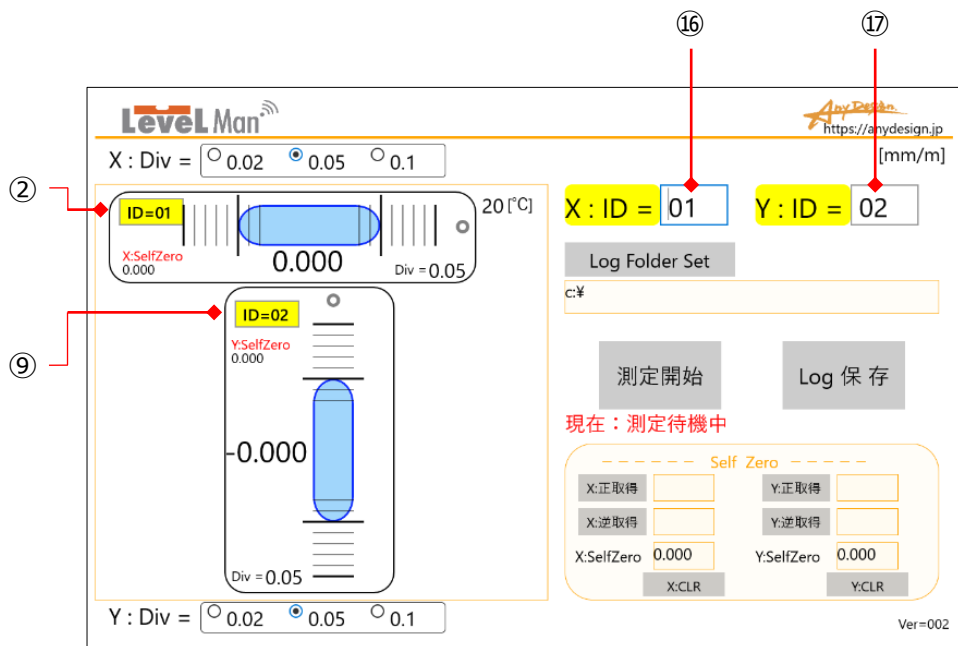 ⑯ ⑰
LeveL Man
Any Design
https://anydesign.jp
X : Div = 0.02 0.05 0.1
[mm/m]
②
ID=01
20 [°C]
X : ID = 01
Y : ID = 02
X:SelfZero
0.000
0.000
Div = 0.05
Log Folder Set
c:¥
⑨
ID=02
Y:SelfZero
0.000
-0.000
Div = 0.05
測定開始
Log 保 存
現在：測定待機中
Self Zero
X:正取得
Y:正取得
X:逆取得
Y:逆取得
X:SelfZero 0.000
Y:SelfZero 0.000
X:CLR
Y:CLR
Y : Div = 0.02 0.05 0.1
Ver=002